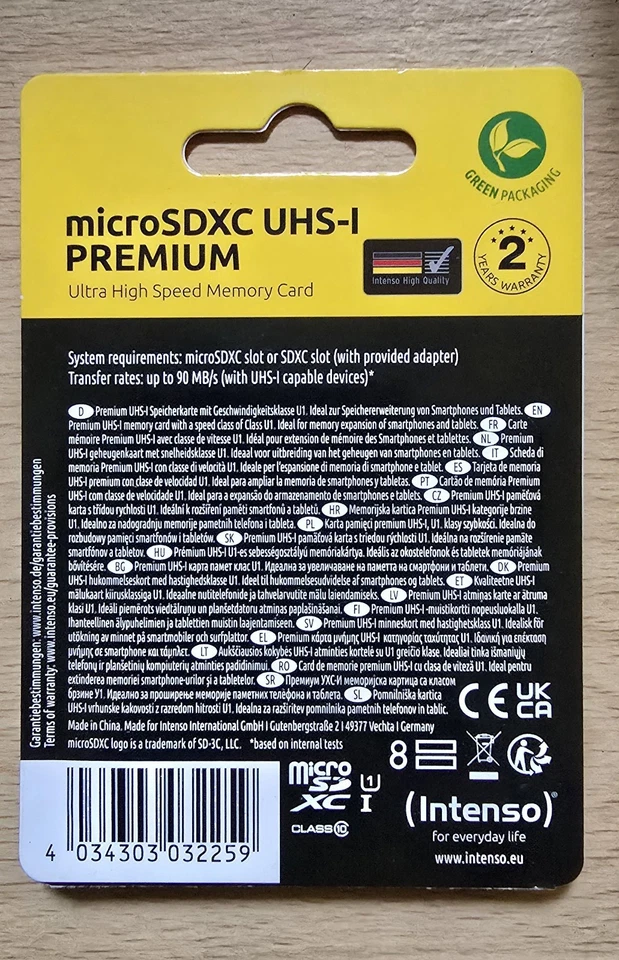 GREEN PACKAGING
microSDXC UHS-I
PREMIUM
Ultra High Speed Memory Card
Intenso High Quality
2
YEARS WARRANTY
System requirements: microSDXC slot or SDXC slot (with provided adapter)
Transfer rates: up to 90 MB/s (with UHS-I capable devices)*
D Premium UHS-I Speicherkarte mit Geschwindigkeitsklasse U1. Ideal zur Speichererweiterung von Smartphones und Tablets. EN
Premium UHS-I memory card with a speed class of Class U1. Ideal for memory expansion of smartphones and tablets. FR Carte
mémoire Premium UHS-I avec classe de vitesse U1. Idéal pour extension de mémoire des Smartphones et tablettes. NL Premium
UHS-I geheugenkaart met snelheidsklasse U1. Ideaal voor uitbreiding van het geheugen van smartphones en tablets. IT Scheda di
memoria Premium UHS-I con classe di velocità U1. Ideale per l'espansione di memoria di smartphone e tablet. ES Tarjeta de memoria
UHS-I premium con clase de velocidad U1. Ideal para ampliar la memoria de smartphones y tabletas. PT Cartão de memória Premium
UHS-I com classe de velocidade U1. Ideal para a expansão do armazenamento de smartphones e tablets. CZ Premium UHS-I paměťová
karta s třídou rychlosti U1. Ideální k rozšíření paměti smartfonů a tabletů. HR Memorijska kartica Premium UHS-I kategorije brzine
U1. Idealno za nadogradnju memorije pametnih telefona i tableta. PL Karta pamięci premium UHS-I, U1. Klasy szybkości. Idealna do
rozbudowy pamięci smartfonów i tabletów. SK Premium UHS-I pamäťová karta s triedou rýchlosti U1. Ideálna na rozšírenie pamäte
smartfónov a tabletov. HU Prémium UHS-I U1-es sebességosztályú memóriakártya. Ideális az okostelefonok és tabletek memóriájának
bővítésére. BG Premium UHS-I карта памет клас U1. Идеална за увеличаване на паметта на смартфони и таблети. DK Premium
UHS-I hukommelseskort med hastighedsklasse U1. Ideel til hukommelsesudvidelse af smartphones og tablets. ET Kvaliteetne UHS-I
mälukaart kiirusklassiga U1. Ideaalne nutitelefonide ja tahvelarvutite mälu laiendamiseks. LV Premium UHS-I atmiņas karte ar ātruma
klasi U1. Ideāli piemērots viedtālruņu un planšetdatoru atmiņas paplašināšanai. FI Premium UHS-I-muistikortti nopeusluokalla U1.
Ihanteellinen älypuhelimien ja tablettien muistin laajentamiseen. SV Premium UHS-I minneskort med hastighetsklass U1. Idealisk för
utökning av minnet på smartmobiler och surfplattor. EL Premium κάρτα μνήμης UHS-I κατηγορίας ταχύτητας U1. Ιδανική για επέκταση
μνήμης σε smartphone και τάμπλετ. LT Aukščiausios kokybės UHS-I atminties kortelė su U1 greičio klase. Idealiai tinka išmaniųjų
telefonų ir planšetinių kompiuterių atminties padidinimui. RO Card de memorie premium UHS-I cu clasa de viteză U1. Ideal pentru
extinderea memoriei smartphone-urilor și a tabletelor. SR Премиум УХС-И меморијска картица са класом
брзине У1. Идеално за проширење меморије паметних телефона и таблета. SL Pomnilniška kartica
UHS-I vrhunske kakovosti z razredom hitrosti U1. Idealna za razširitev pomnilnika pametnih telefonov in tablic.
Made in China. Made for Intenso International GmbH I Gutenbergstraße 2 I 49377 Vechta I Germany
microSDXC logo is a trademark of SD-3C, LLC. *based on internal tests
Garantiebestimmungen: www.intenso.de/garantiebestimmungen
Terms of warranty: www.intenso.eu/guarantee-provisions
CE UK
CA
8
micro
SD
XC 1 I
CLASS 10
(Intenso)®
for everyday life
www.intenso.eu
4 034303 032259